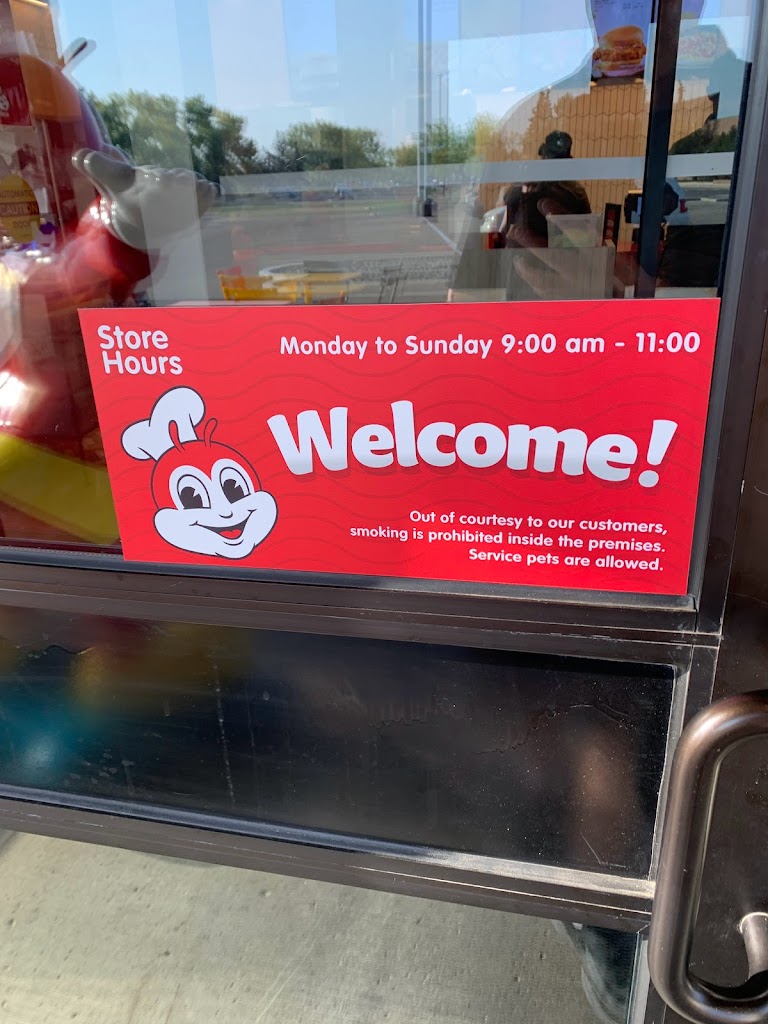 Store
Hours
Monday to Sunday 9:00 am - 11:00
Welcome!
Out of courtesy to our customers,
smoking is prohibited inside the premises.
Service pets are allowed.
CAUTION